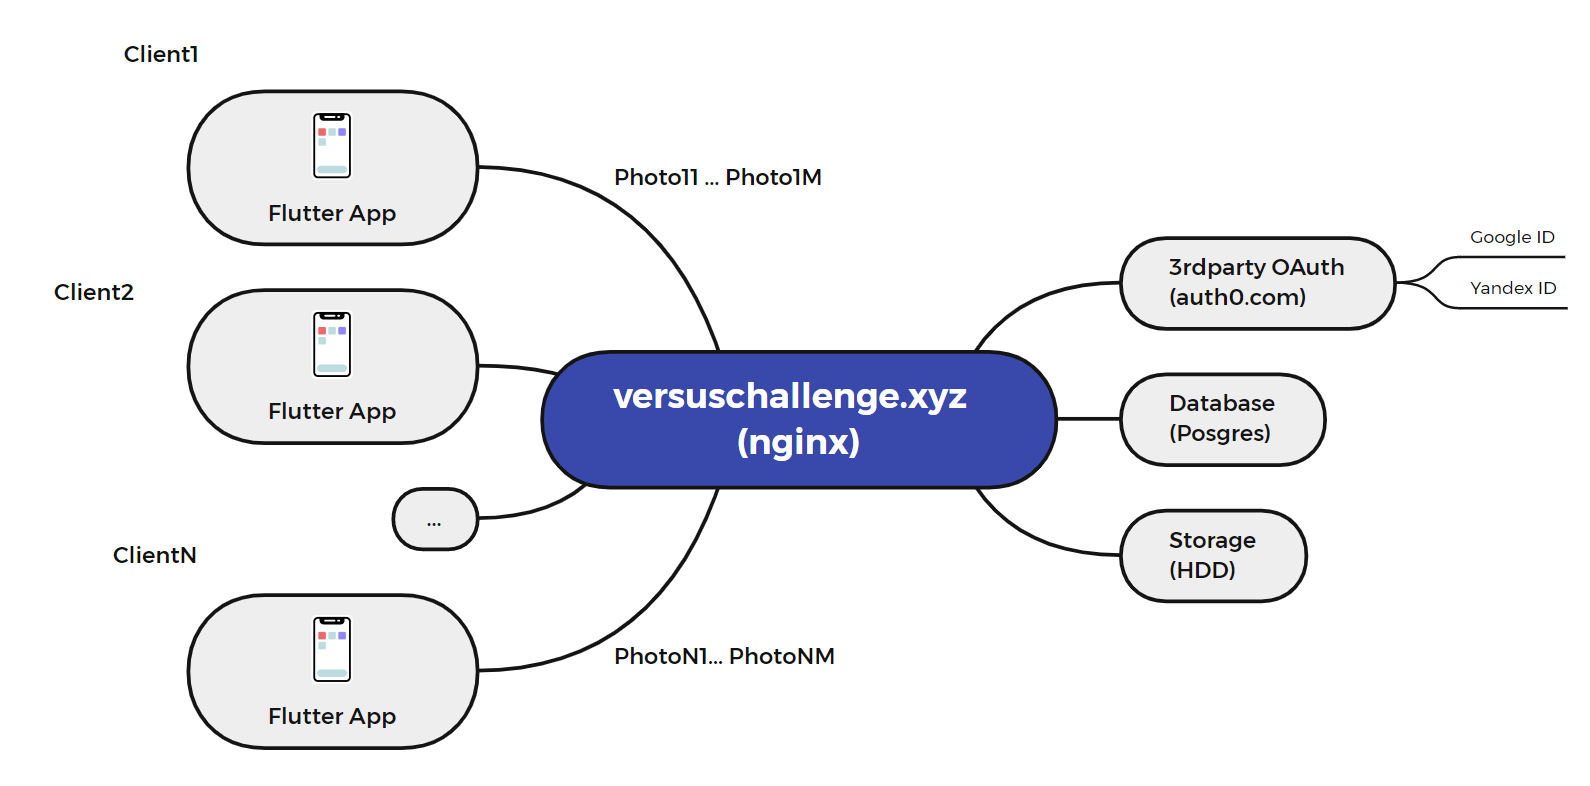 Client1
Flutter App
Photo11 ... Photo1M
Client2
Flutter App
...
ClientN
Flutter App
PhotoN1... PhotoNM
versuschallenge.xyz
(nginx)
3rdparty OAuth
(auth0.com)
Google ID
Yandex ID
Database
(Posgres)
Storage
(HDD)